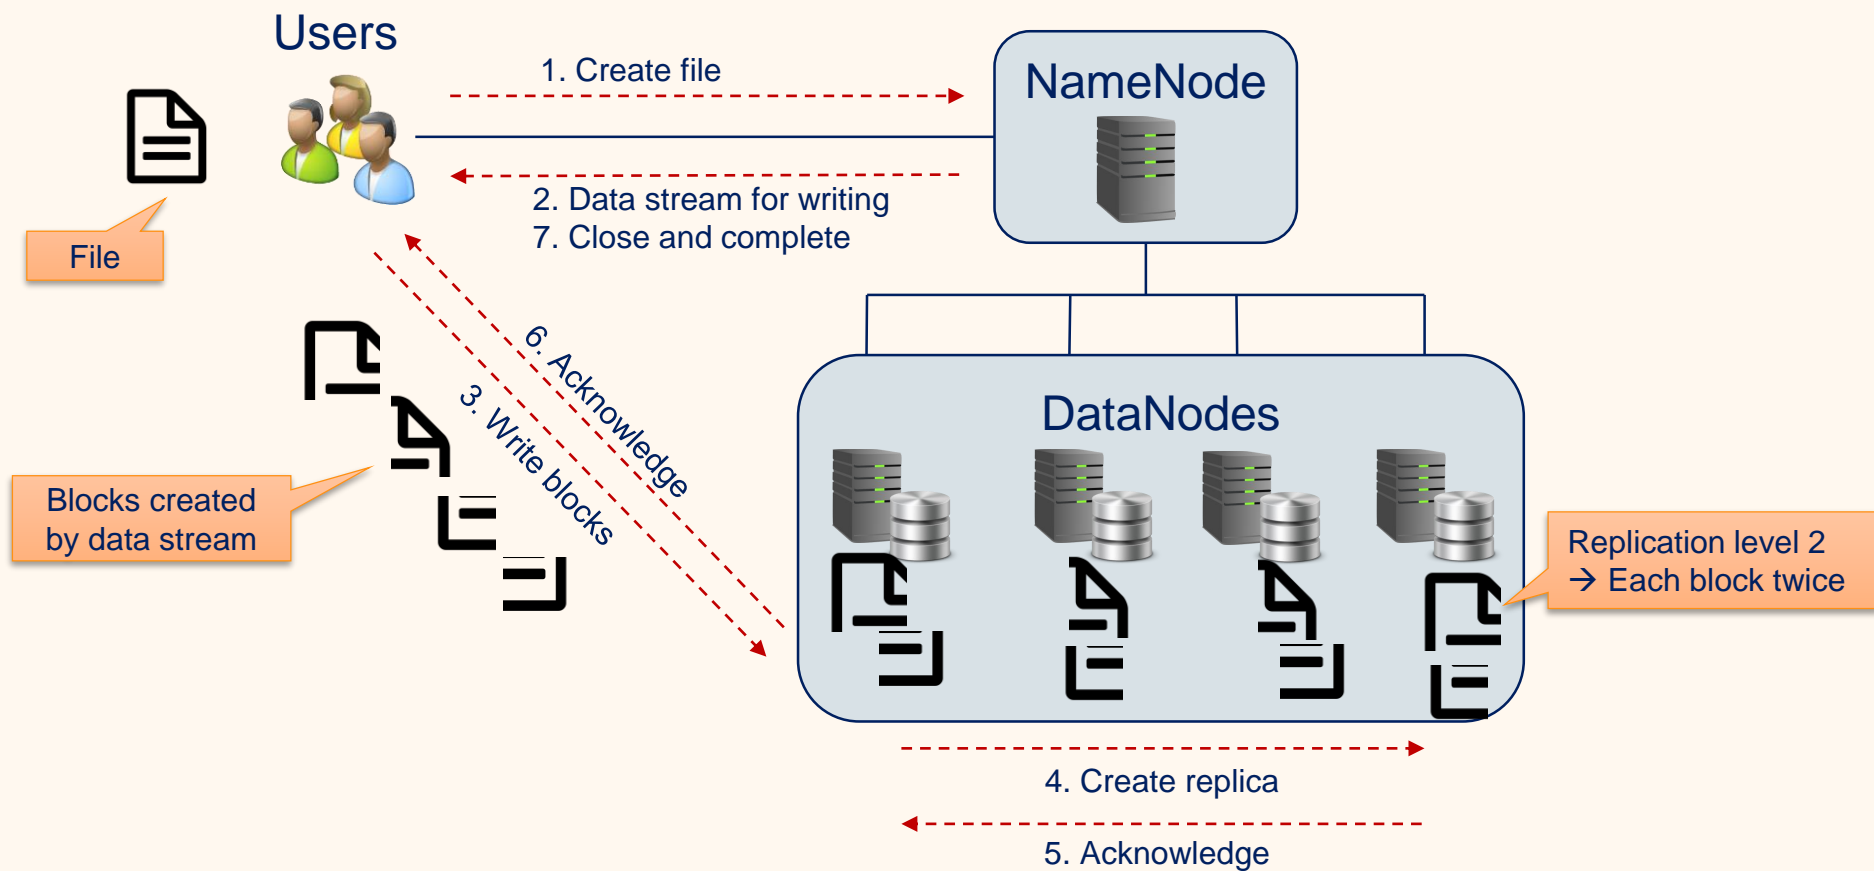 Users
1. Create file
NameNode
2. Data stream for writing
7. Close and complete
File
6. Acknowledge
3. Write blocks
DataNodes
Blocks created
by data stream
Replication level 2
→ Each block twice
4. Create replica
5. Acknowledge